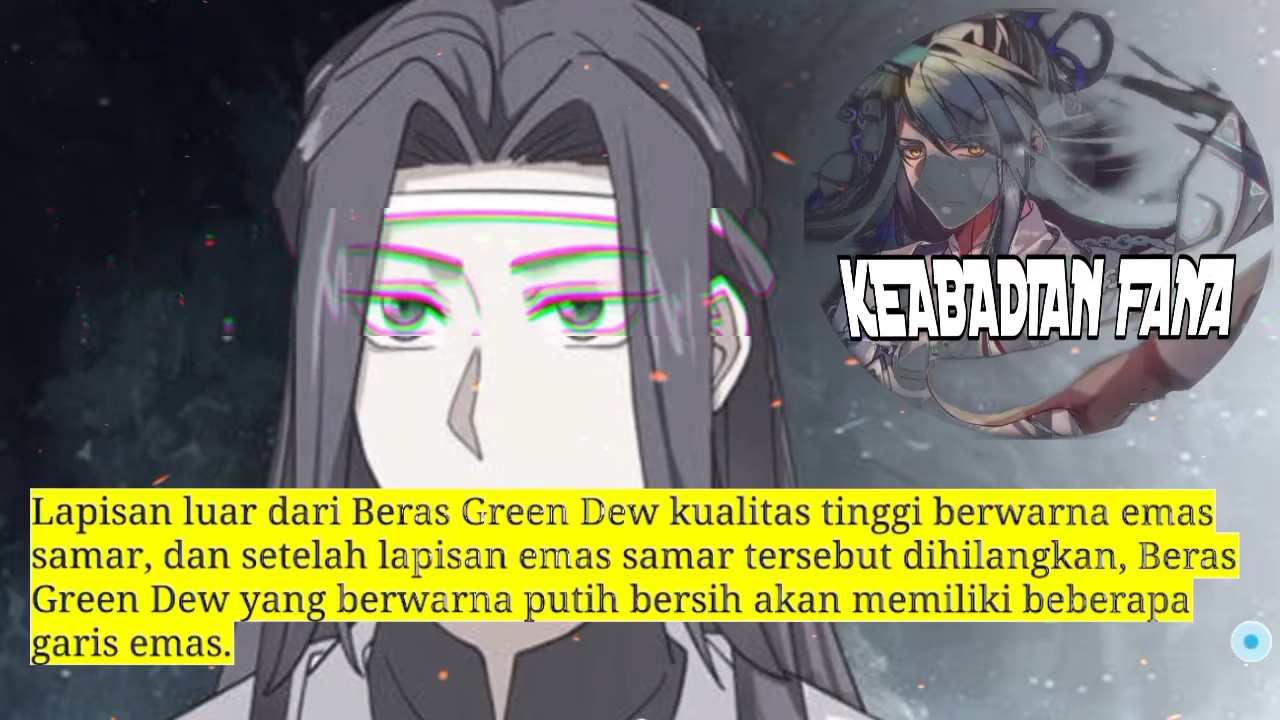 KEABADIAN FANA
Lapisan luar dari Beras Green Dew kualitas tinggi berwarna emas
samar, dan setelah lapisan emas samar tersebut dihilangkan, Beras
Green Dew yang berwarna putih bersih akan memiliki beberapa
garis emas.